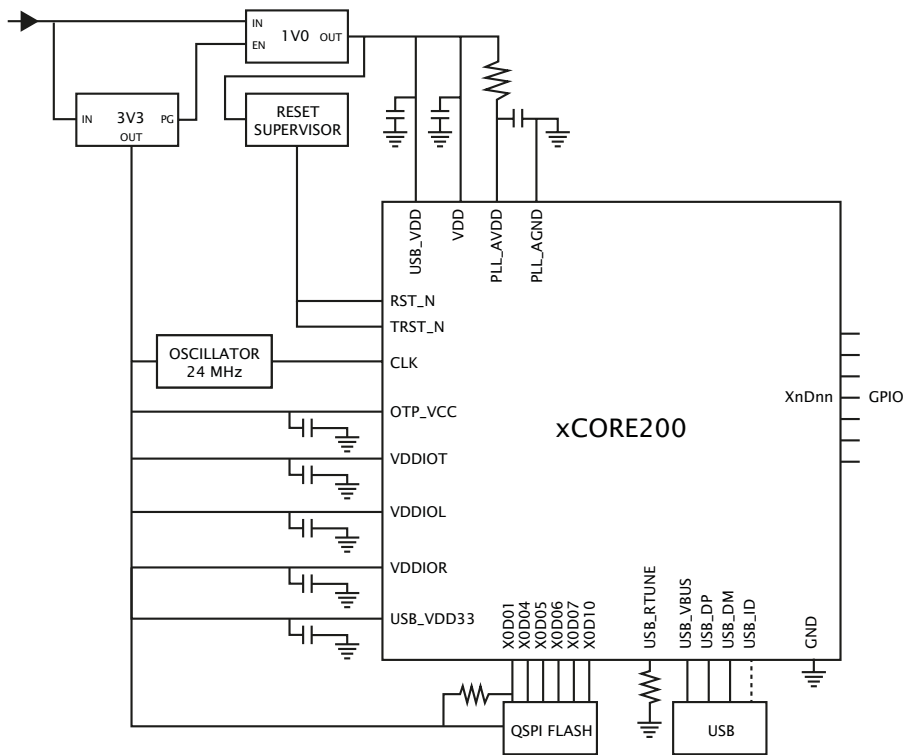 IN
1V0
OUT
EN
IN
3V3
PG
OUT
RESET
SUPERVISOR
USB_VDD
VDD
PLL_AVDD
PLL_AGND
RST_N
TRST_N
OSCILLATOR
24 MHz
CLK
XnDnn
GPIO
OTP_VCC
xCORE200
VDDIOT
VDDIOL
VDDIOR
USB_VDD33
X0D01
X0D04
X0D05
X0D06
X0D07
X0D10
USB_RTUNE
USB_VBUS
USB_DP
USB_DM
USB_ID
GND
QSPI FLASH
USB